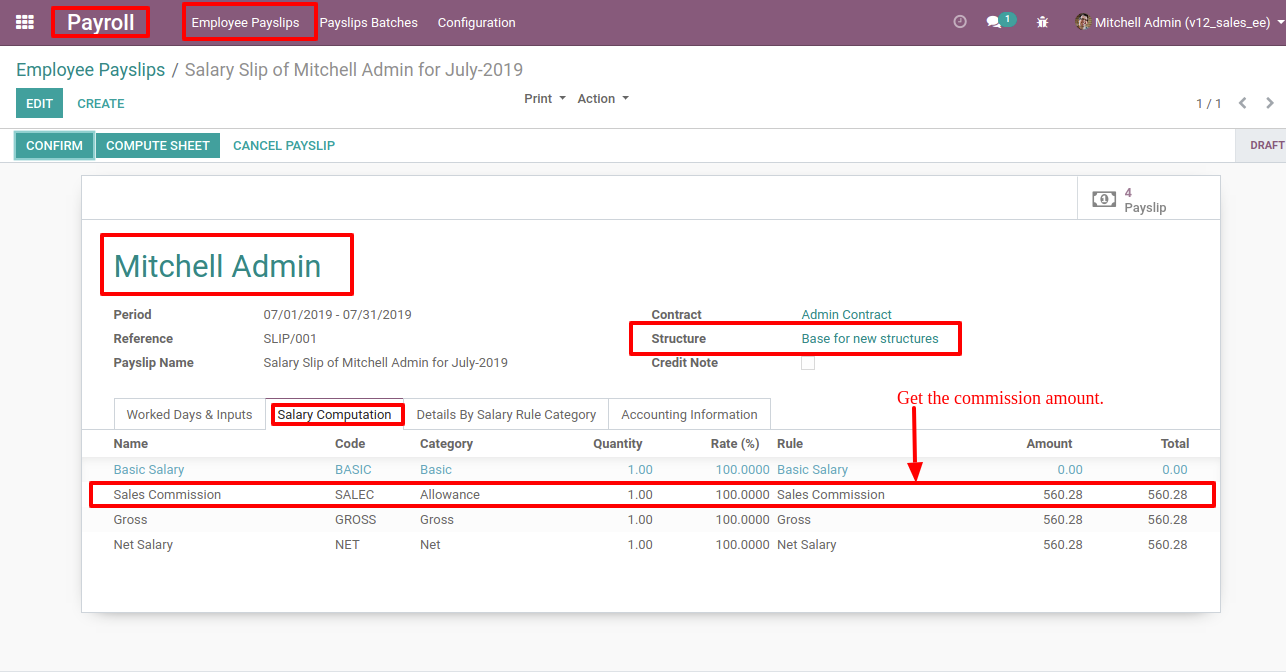 Payroll Employee Payslips Payslips Batches Configuration 1 Mitchell Admin (v12_sales_ee)
Employee Payslips / Salary Slip of Mitchell Admin for July-2019
EDIT CREATE Print Action 1 / 1
CONFIRM COMPUTE SHEET CANCEL PAYSLIP DRAFT
4
Payslip
Mitchell Admin
Period 07/01/2019 - 07/31/2019 Contract Admin Contract
Reference SLIP/001 Structure Base for new structures
Payslip Name Salary Slip of Mitchell Admin for July-2019 Credit Note
Get the commission amount.
Worked Days & Inputs Salary Computation Details By Salary Rule Category Accounting Information
Name Code Category Quantity Rate (%) Rule Amount Total
Basic Salary BASIC Basic 1.00 100.0000 Basic Salary 0.00 0.00
Sales Commission SALEC Allowance 1.00 100.0000 Sales Commission 560.28 560.28
Gross GROSS Gross 1.00 100.0000 Gross 560.28 560.28
Net Salary NET Net 1.00 100.0000 Net Salary 560.28 560.28